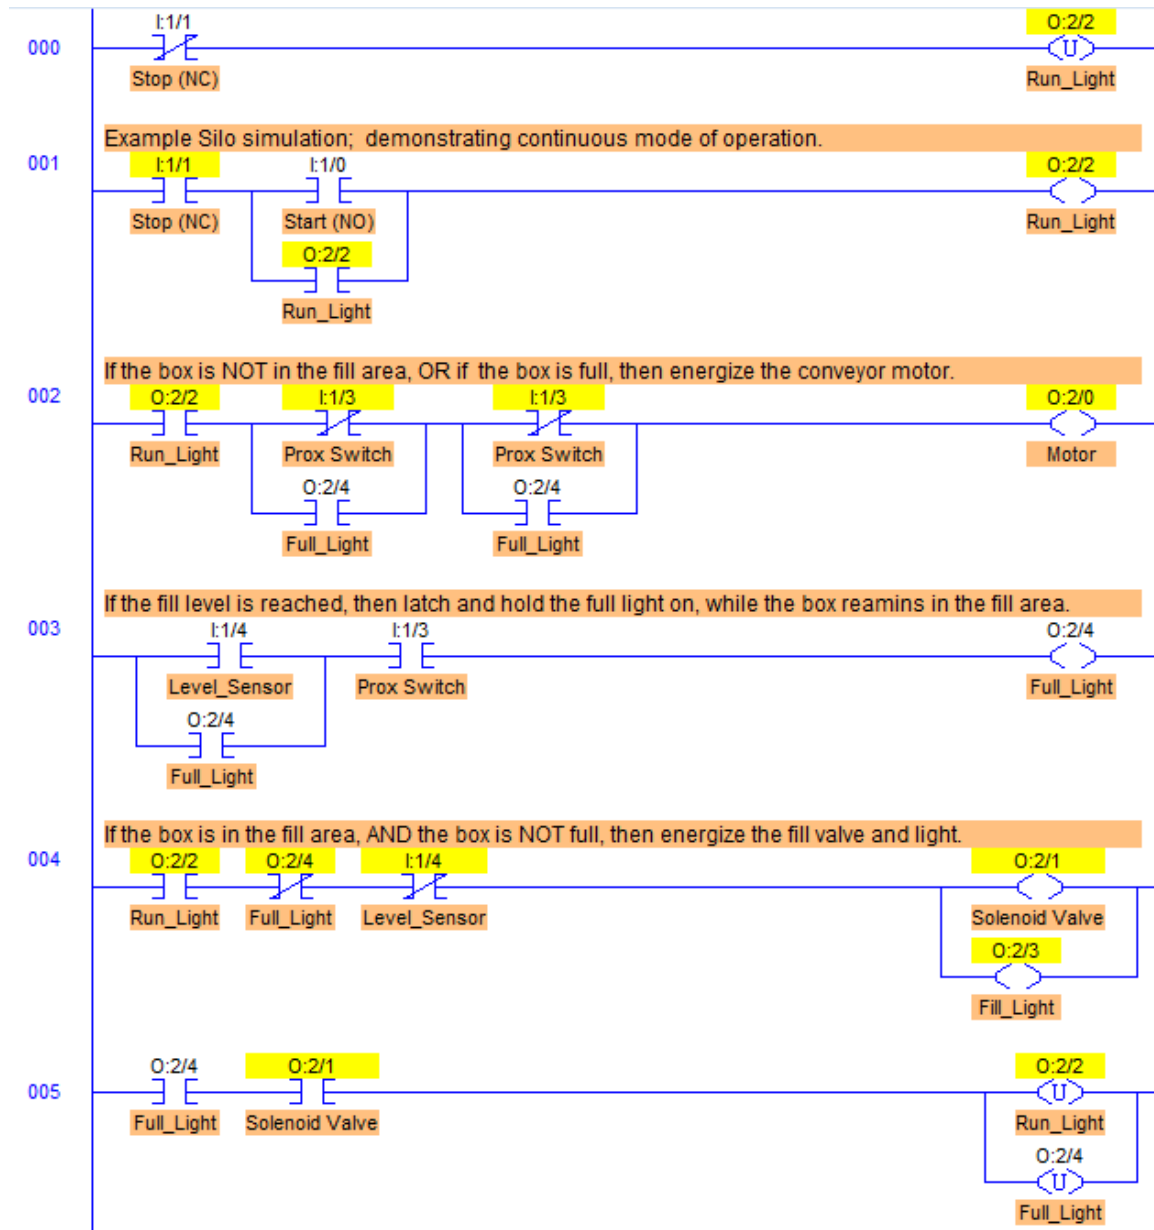 I:1/1 O:2/2
000
U
Stop (NC) Run_Light
Example Silo simulation; demonstrating continuous mode of operation.
001
I:1/1 I:1/0 O:2/2
Stop (NC) Start (NO) Run_Light
O:2/2
Run_Light
If the box is NOT in the fill area, OR if the box is full, then energize the conveyor motor.
002
O:2/2 I:1/3 I:1/3 O:2/0
Run_Light Prox Switch Prox Switch Motor
O:2/4 O:2/4
Full_Light Full_Light
If the fill level is reached, then latch and hold the full light on, while the box reamins in the fill area.
003
I:1/4 I:1/3 O:2/4
Level_Sensor Prox Switch Full_Light
O:2/4
Full_Light
If the box is in the fill area, AND the box is NOT full, then energize the fill valve and light.
004
O:2/2 O:2/4 I:1/4 O:2/1
Run_Light Full_Light Level_Sensor Solenoid Valve
O:2/3
Fill_Light
O:2/4 O:2/1 O:2/2
005
U
Full_Light Solenoid Valve Run_Light
O:2/4
U
Full_Light